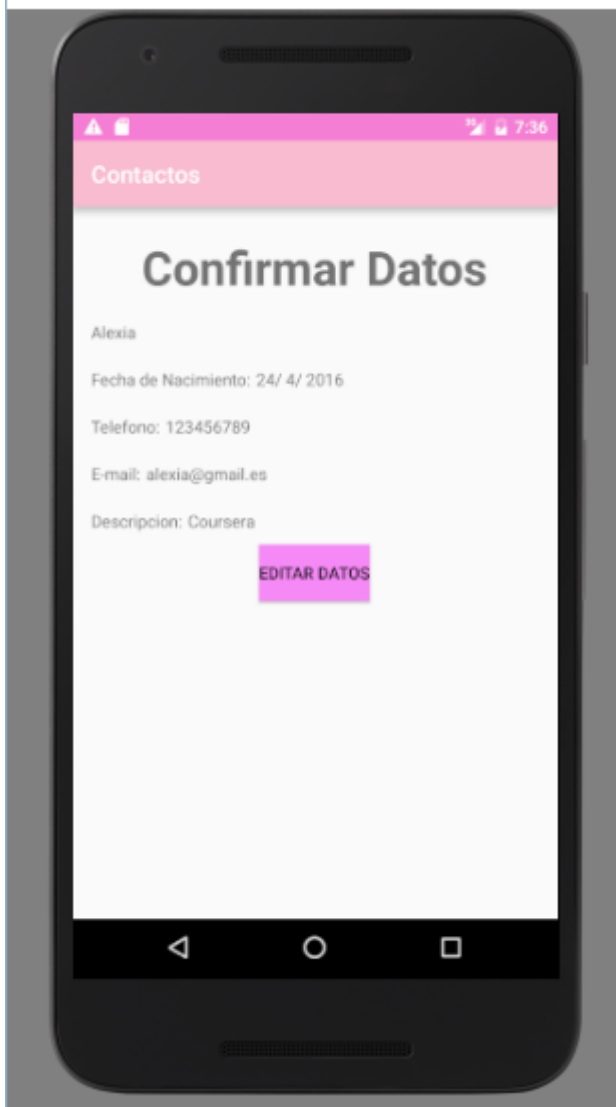 7:36
Contactos
Confirmar Datos
Alexia
Fecha de Nacimiento: 24/ 4/ 2016
Telefono: 123456789
E-mail: alexia@gmail.es
Descripcion: Coursera
EDITAR DATOS